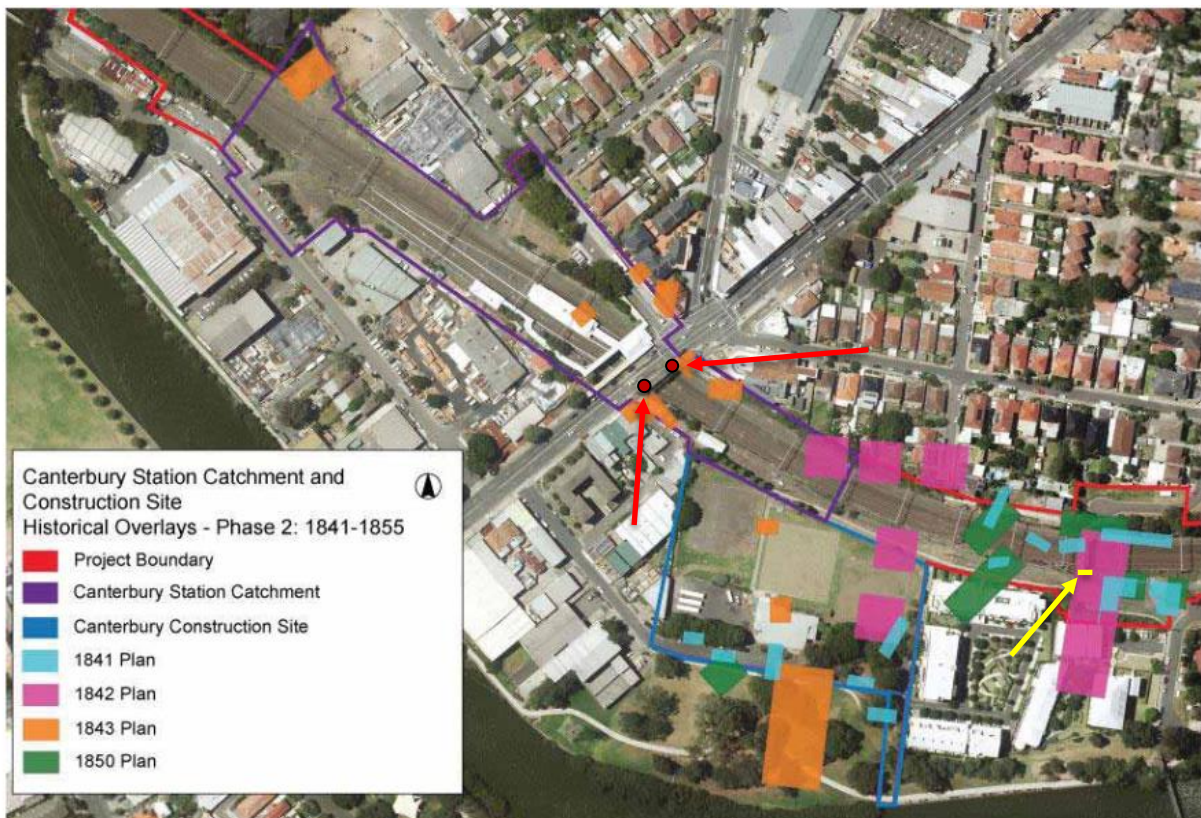 Canterbury Station Catchment and
Construction Site
Historical Overlays - Phase 2: 1841-1855
Project Boundary
Canterbury Station Catchment
Canterbury Construction Site
1841 Plan
1842 Plan
1843 Plan
1850 Plan